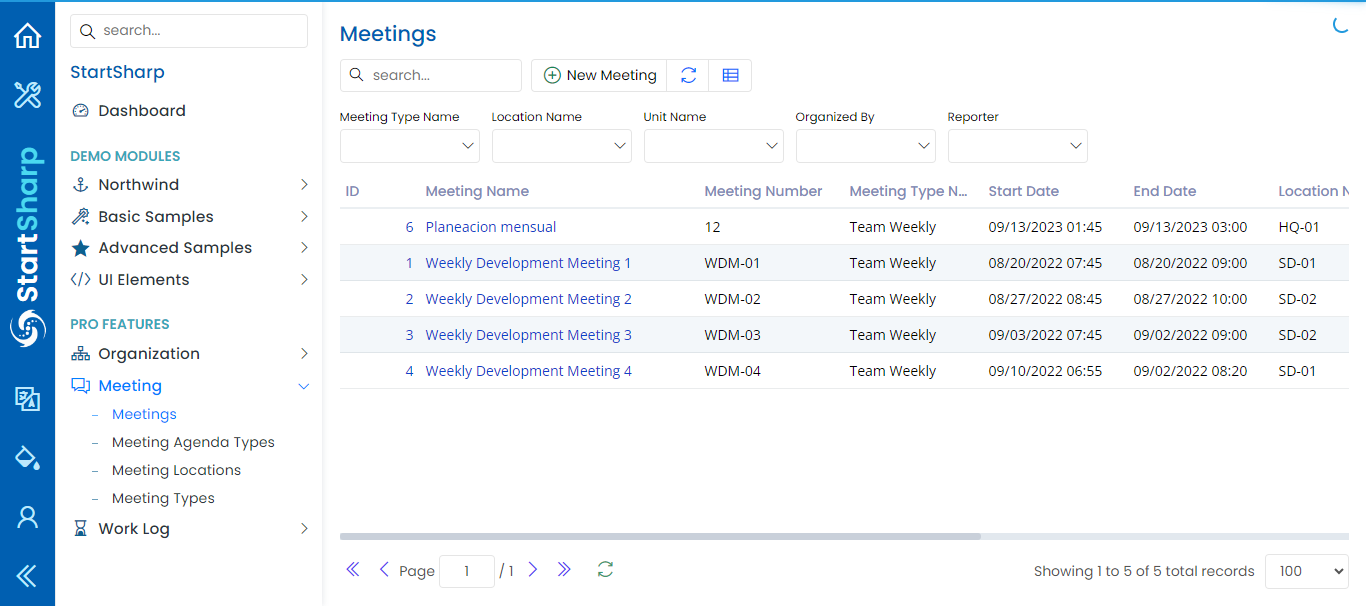 search...
StartSharp
Dashboard
DEMO MODULES
Northwind
Basic Samples
Advanced Samples
UI Elements
PRO FEATURES
Organization
Meeting
Meetings
Meeting Agenda Types
Meeting Locations
Meeting Types
Work Log
StartSharp
Meetings
search...
New Meeting
Meeting Type Name Location Name Unit Name Organized By Reporter
ID Meeting Name Meeting Number Meeting Type N... Start Date End Date Location N
6 Planeacion mensual 12 Team Weekly 09/13/2023 01:45 09/13/2023 03:00 HQ-01
1 Weekly Development Meeting 1 WDM-01 Team Weekly 08/20/2022 07:45 08/20/2022 09:00 SD-01
2 Weekly Development Meeting 2 WDM-02 Team Weekly 08/27/2022 08:45 08/27/2022 10:00 SD-02
3 Weekly Development Meeting 3 WDM-03 Team Weekly 09/03/2022 07:45 09/02/2022 09:00 SD-02
4 Weekly Development Meeting 4 WDM-04 Team Weekly 09/10/2022 06:55 09/02/2022 08:20 SD-01
Page 1 / 1
Showing 1 to 5 of 5 total records 100